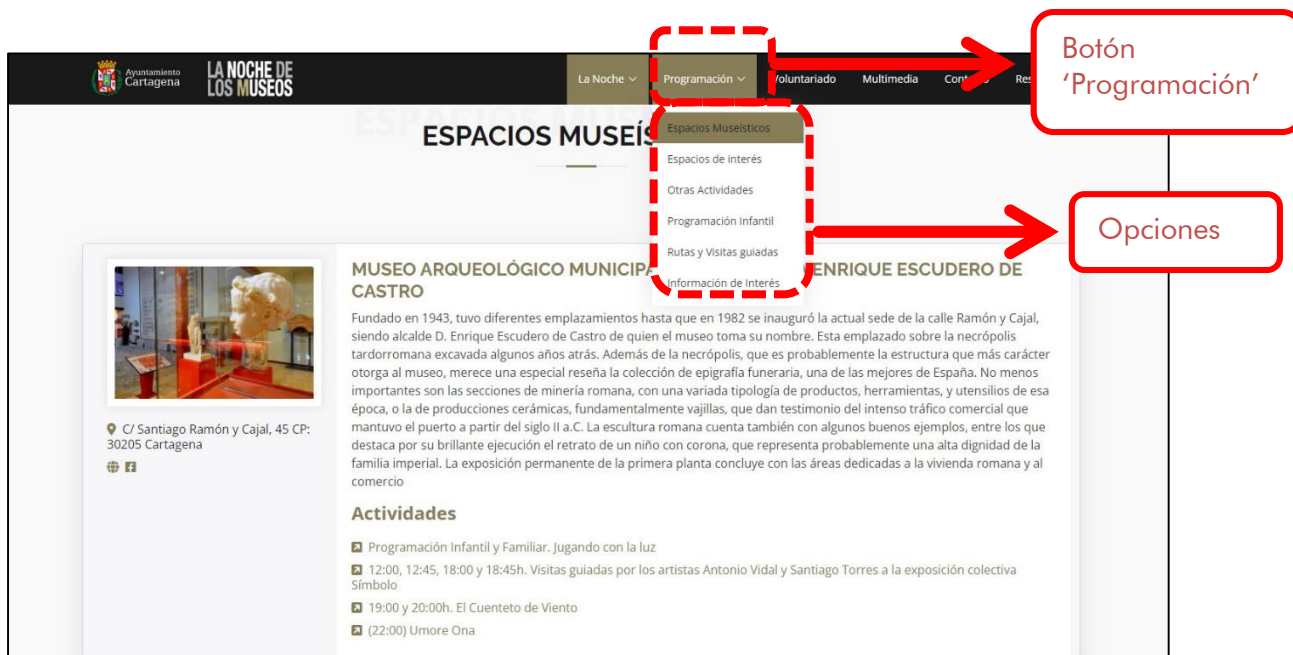 Botón
‘Programación’
Ayuntamiento
Cartagena
LA NOCHE DE
LOS MUSEOS
La Noche
Programación
Voluntariado
Multimedia
ESPACIOS
Espacios Museísticos
Espacios de interés
Otras Actividades
Programación Infantil
Rutas y Visitas guiadas
Información de Interés
Opciones
MUSEO ARQUEOLÓGICO ENRIQUE ESCUDERO DE
CASTRO
Fundado en 1943, tuvo diferentes emplazamientos hasta que en 1982 se inauguró la actual sede de la calle Ramón y Cajal,
siendo alcalde D. Enrique Escudero de Castro de quien el museo toma su nombre. Esta emplazado sobre la necrópolis
tardorromana excavada algunos años atrás. Además de la necrópolis, que es probablemente la estructura que más carácter
otorga al museo, merece una especial reseña la colección de epigrafía funeraria, una de las mejores de España. No menos
importantes son las secciones de minería romana, con una variada tipología de productos, herramientas, y utensilios de esa
época, o la de producciones cerámicas, fundamentalmente vajillas, que dan testimonio del intenso tráfico comercial que
mantuvo el puerto a partir del siglo II a.C. La escultura romana cuenta también con algunos buenos ejemplos, entre los que
destaca por su brillante ejecución el retrato de un niño con corona, que representa probablemente una alta dignidad de la
familia imperial. La exposición permanente de la primera planta concluye con las áreas dedicadas a la vivienda romana y al
comercio
C/ Santiago Ramón y Cajal, 45 CP:
30205 Cartagena
Actividades
Programación Infantil y Familiar. Jugando con la luz
12:00, 12:45, 18:00 y 18:45h. Visitas guiadas por los artistas Antonio Vidal y Santiago Torres a la exposición colectiva
Símbolo
19:00 y 20:00h. El Cuenteto de Viento
(22:00) Umore Ona